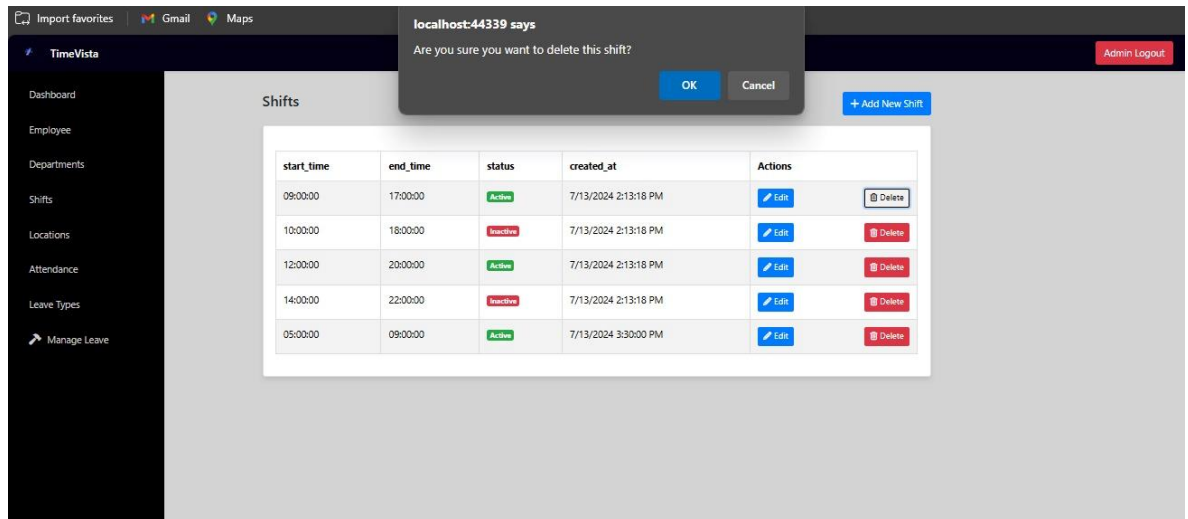 Import favorites Gmail Maps
localhost:44339 says
Are you sure you want to delete this shift?
OK Cancel
TimeVista Admin Logout
Dashboard
Employee
Departments
Shifts
Locations
Attendance
Leave Types
Manage Leave
Shifts + Add New Shift
start_time end_time status created_at Actions
09:00:00 17:00:00 Active 7/13/2024 2:13:18 PM Edit Delete
10:00:00 18:00:00 Inactive 7/13/2024 2:13:18 PM Edit Delete
12:00:00 20:00:00 Active 7/13/2024 2:13:18 PM Edit Delete
14:00:00 22:00:00 Inactive 7/13/2024 2:13:18 PM Edit Delete
05:00:00 09:00:00 Active 7/13/2024 3:30:00 PM Edit Delete